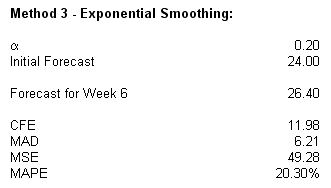 Method 3 - Exponential Smoothing:
α 0.20
Initial Forecast 24.00
Forecast for Week 6 26.40
CFE 11.98
MAD 6.21
MSE 49.28
MAPE 20.30%